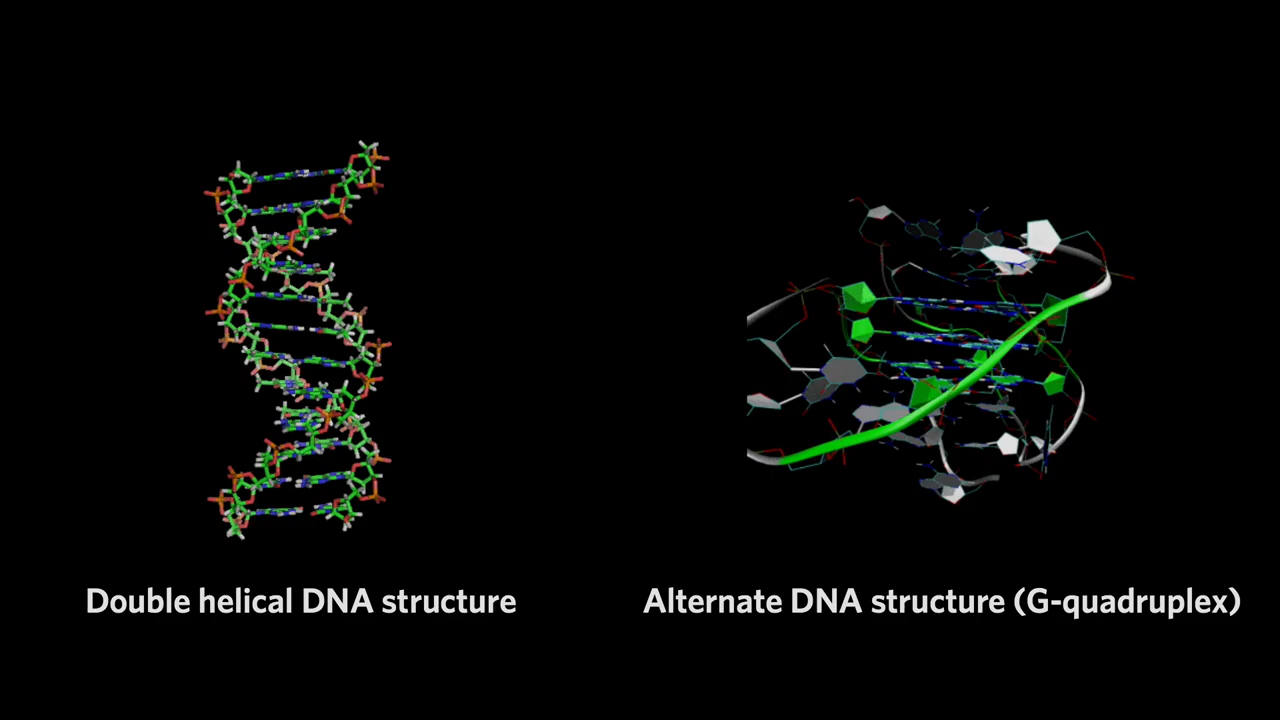 Double helical DNA structure
Alternate DNA structure (G-quadruplex)